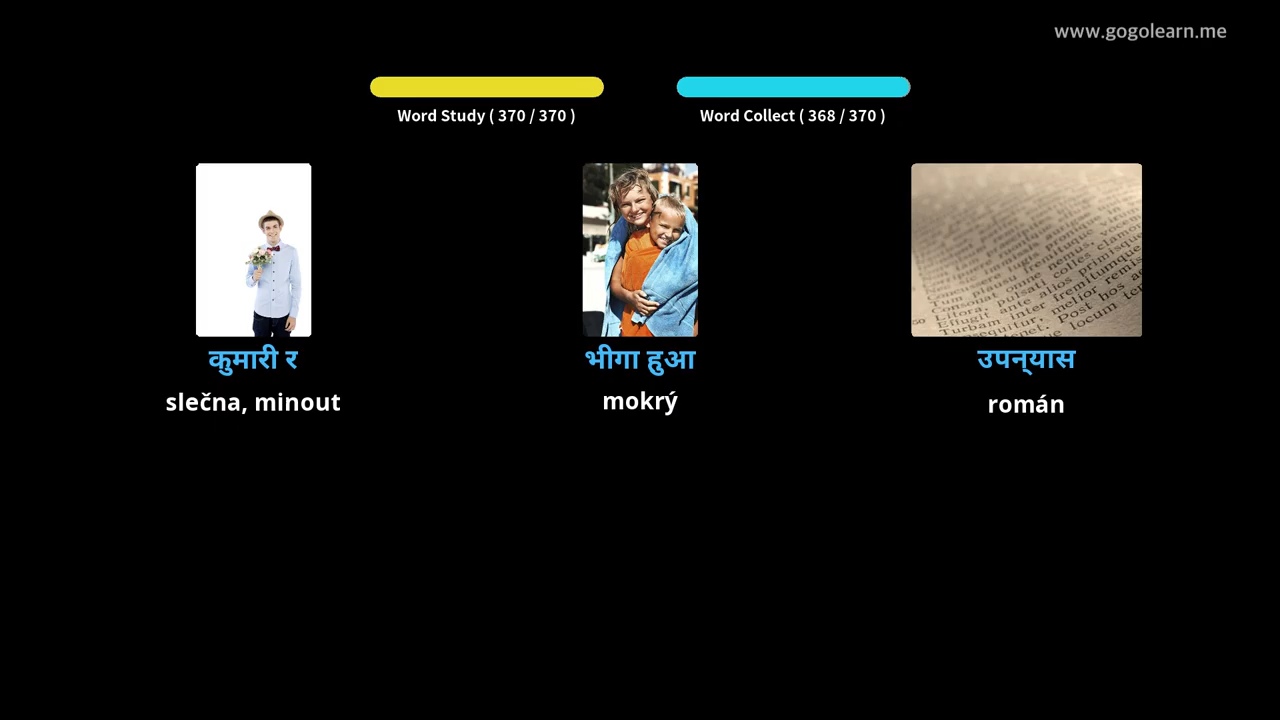 www.gogolearn.me
Word Study ( 370 / 370 )
Word Collect ( 368 / 370 )
कुमारी र
slečna, minout
भीगा हुआ
mokrý
उपन्यास
román